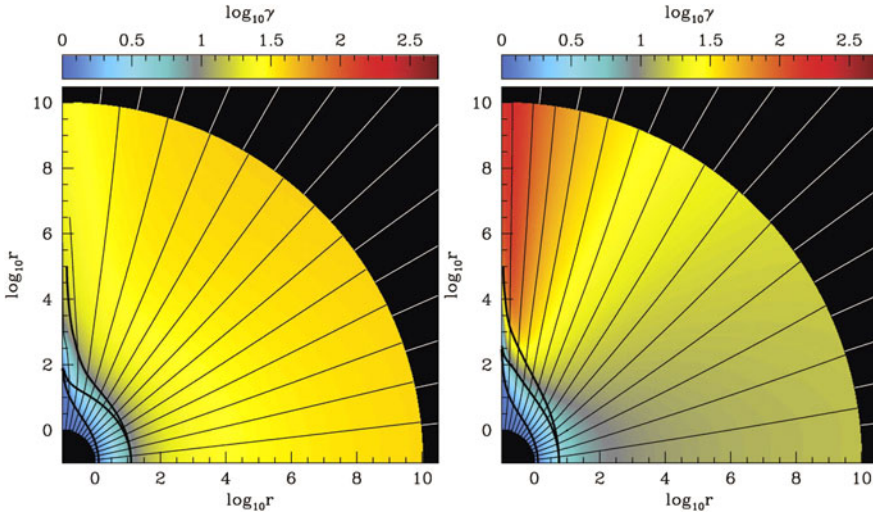 log₁₀γ log₁₀γ
0 0.5 1 1.5 2 2.5 0 0.5 1 1.5 2 2.5
10 10
8 8
6 6
log₁₀r log₁₀r
4 4
2 2
0 0
0 2 4 6 8 10 0 2 4 6 8 10
log₁₀r log₁₀r